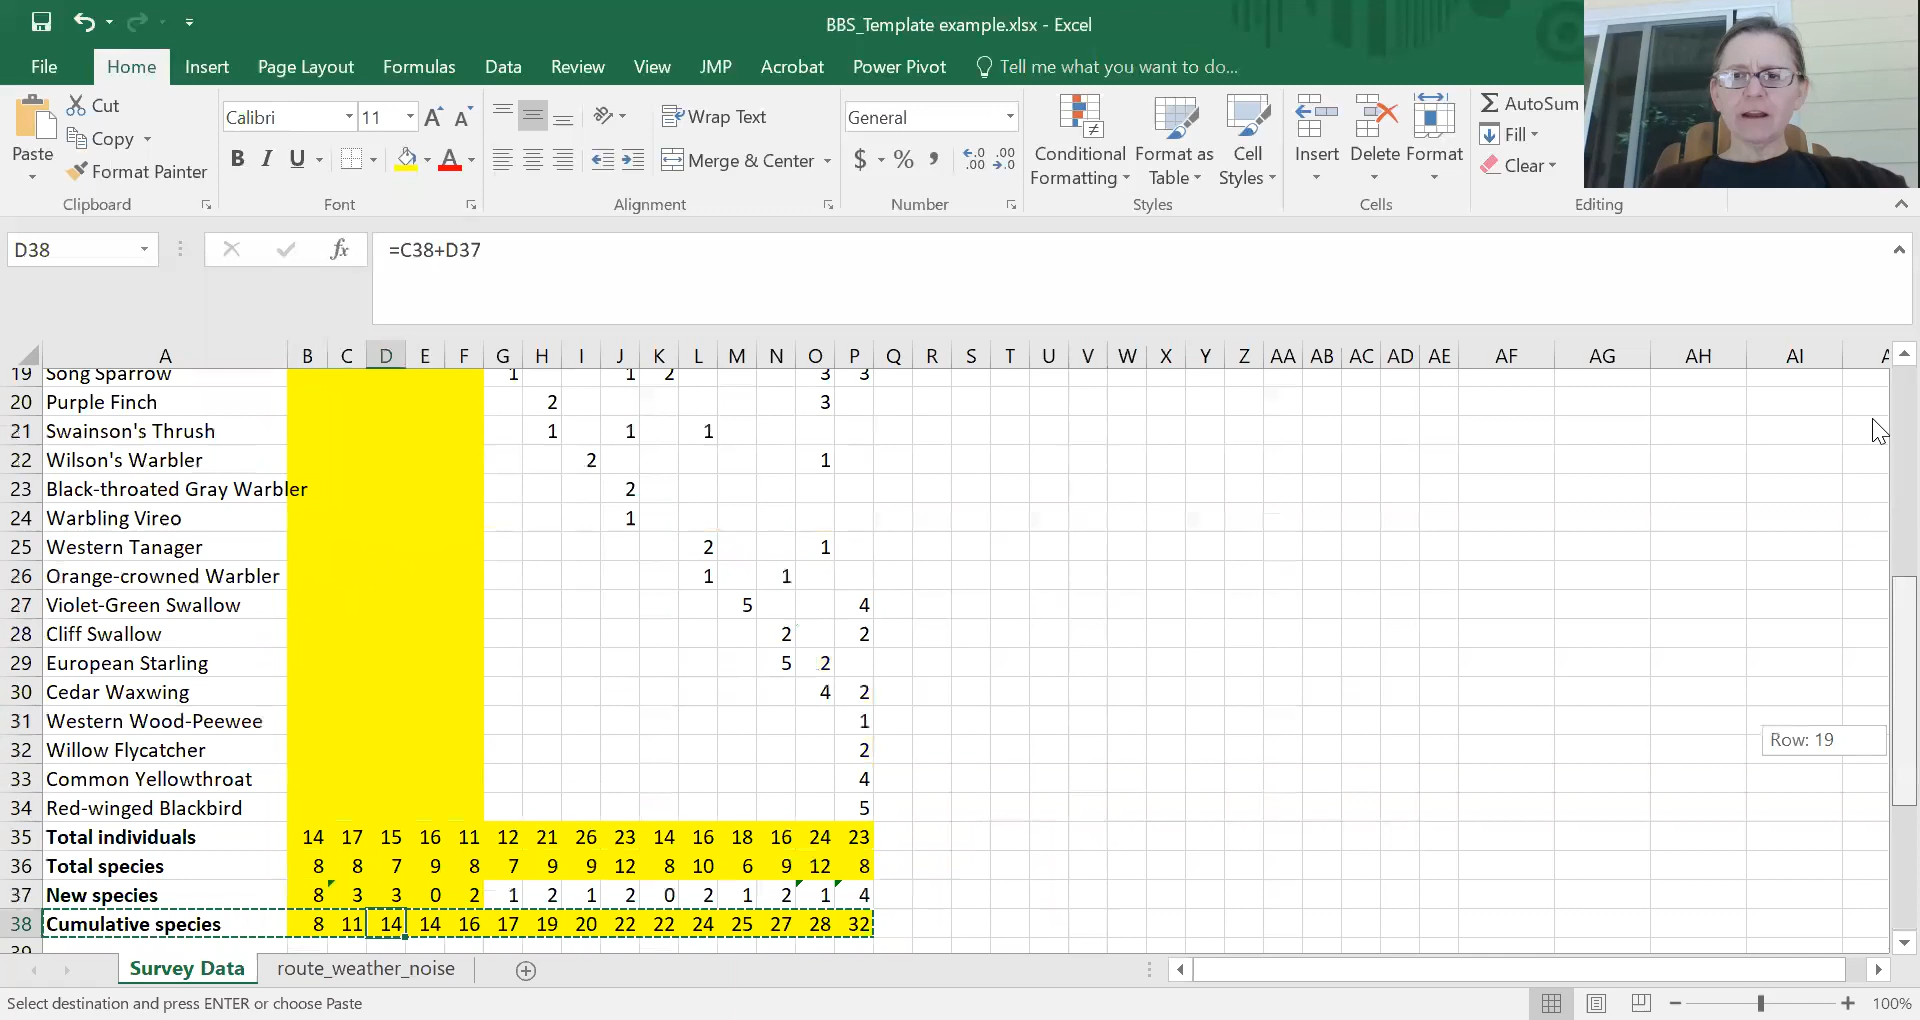 BBS_Template example.xlsx - Excel
File Home Insert Page Layout Formulas Data Review View JMP Acrobat Power Pivot Tell me what you want to do...
Paste
Cut
Copy
Format Painter
Clipboard
Calibri 11
B I U
Font
Wrap Text
Merge & Center
Alignment
General
$ %
Number
Conditional Formatting
Format as Table
Cell Styles
Styles
Insert Delete Format
Cells
AutoSum
Fill
Clear
Editing
D38 fx =C38+D37
A B C D E F G H I J K L M N O P Q R S T U V W X Y Z AA AB AC AD AE AF AG AH AI
19 Song Sparrow 1 1 2 3 3
20 Purple Finch 2 3
21 Swainson's Thrush 1 1 1
22 Wilson's Warbler 2 1
23 Black-throated Gray Warbler 2
24 Warbling Vireo 1
25 Western Tanager 2 1
26 Orange-crowned Warbler 1 1
27 Violet-Green Swallow 5 4
28 Cliff Swallow 2 2
29 European Starling 5 2
30 Cedar Waxwing 4 2
31 Western Wood-Peewee 1
32 Willow Flycatcher 2
Row: 19
33 Common Yellowthroat 4
34 Red-winged Blackbird 5
35 Total individuals 14 17 15 16 11 12 21 26 23 14 16 18 16 24 23
36 Total species 8 8 7 9 8 7 9 9 12 8 10 6 9 12 8
37 New species 8 3 3 0 2 1 2 1 2 0 2 1 2 1 4
38 Cumulative species 8 11 14 14 16 17 19 20 22 22 24 25 27 28 32
Survey Data route_weather_noise
Select destination and press ENTER or choose Paste 100%